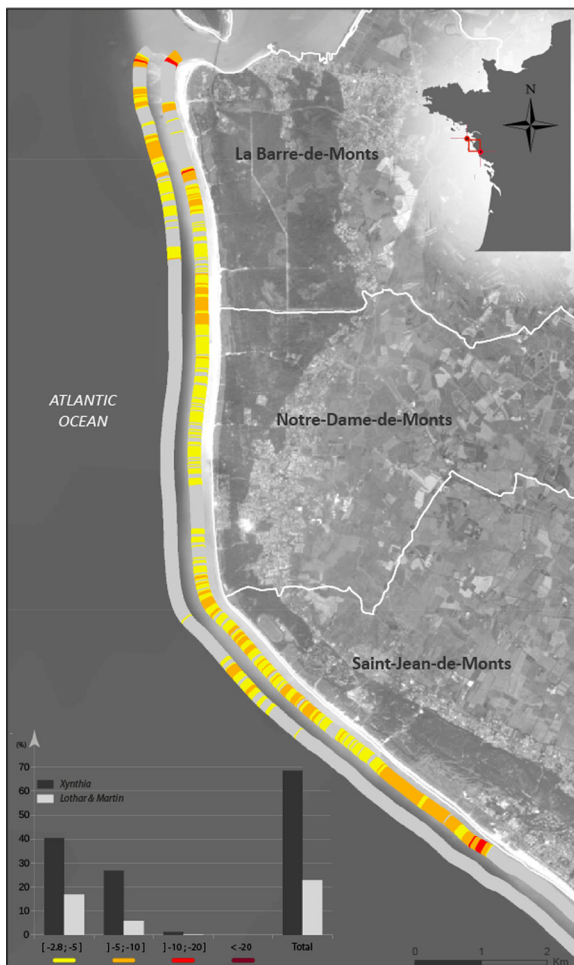 N
La Barre-de-Monts
ATLANTIC
OCEAN
Notre-Dame-de-Monts
Saint-Jean-de-Monts
(%)
70
60
50
40
30
20
10
0
Xynthia
Lothar & Martin
[ -2.8 ; -5 ] ] -5 ; -10 ] ] -10 ; -20 ] < -20 Total
0 1 2
Km